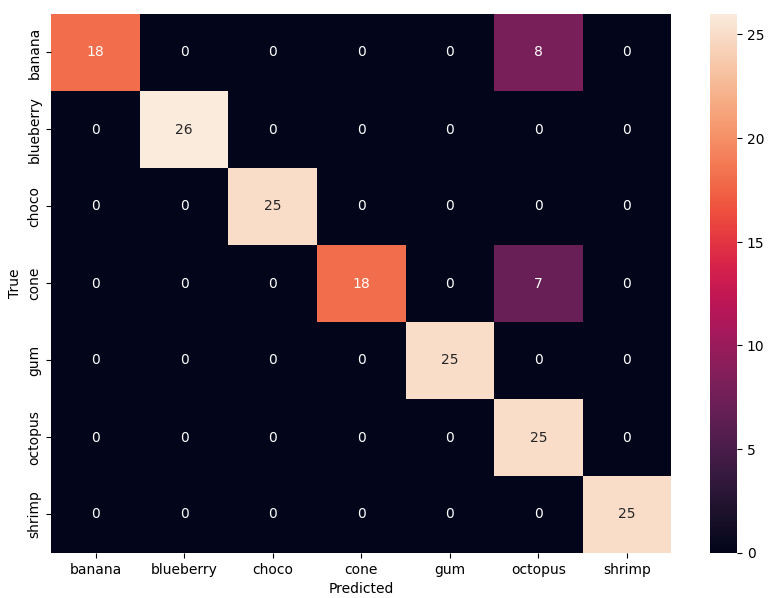 banana 18 0 0 0 0 8 0
blueberry 0 26 0 0 0 0 0
choco 0 0 25 0 0 0 0
cone 0 0 0 18 0 7 0
gum 0 0 0 0 25 0 0
octopus 0 0 0 0 0 25 0
shrimp 0 0 0 0 0 0 25
banana blueberry choco cone gum octopus shrimp
Predicted
True
25
20
15
10
5
0